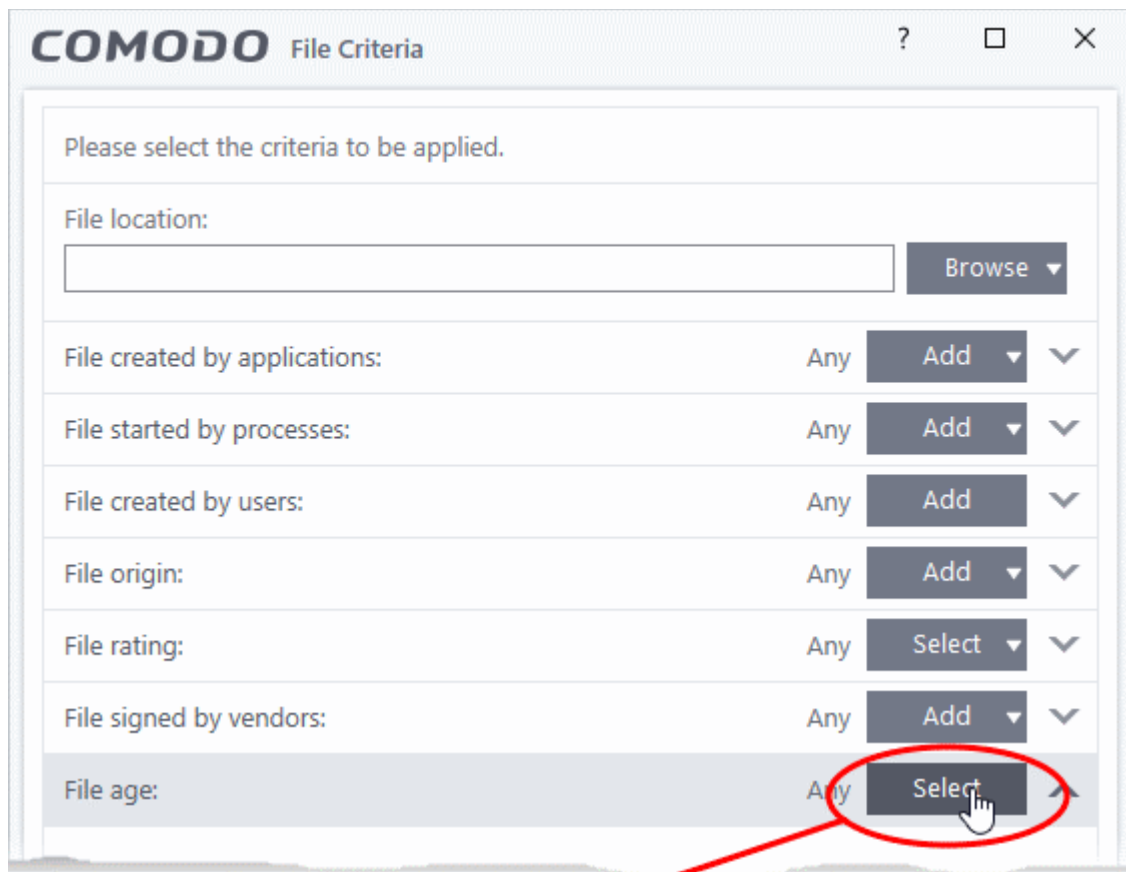 COMODO File Criteria ?
Please select the criteria to be applied.
File location:
Browse
File created by applications: Any Add
File started by processes: Any Add
File created by users: Any Add
File origin: Any Add
File rating: Any Select
File signed by vendors: Any Add
File age: Any Select